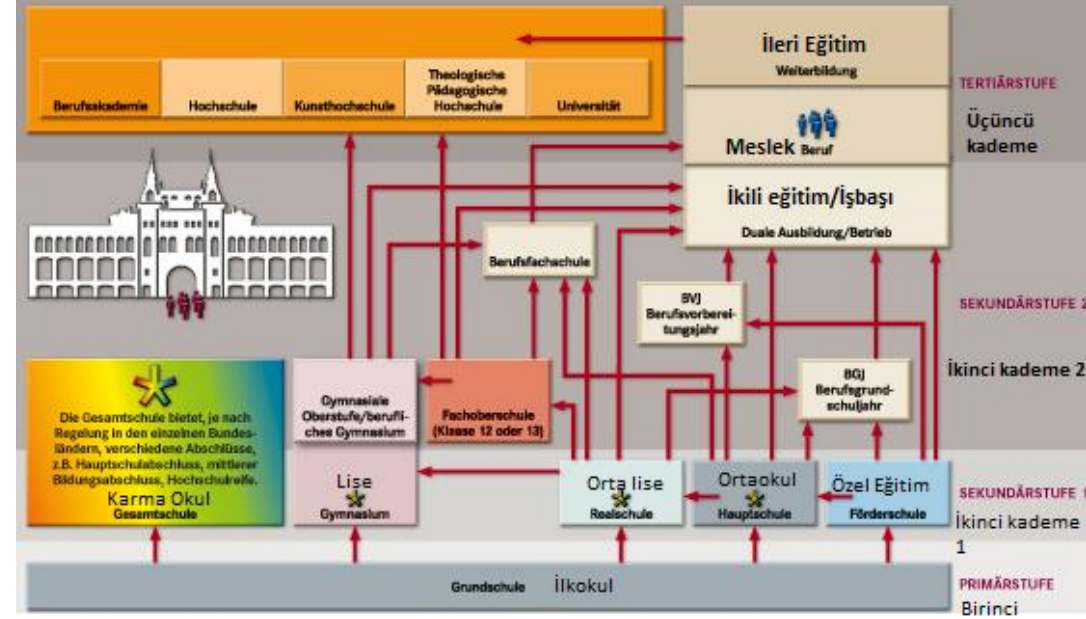 İleri Eğitim
Weiterbildung
Theologische
Pädagogische
Hochschule
Berufsakademie
Hochschule
Kunsthochschule
Universität
TERTIÄRSTUFE
Üçüncü
kademe
Meslek Beruf
İkili eğitim/İşbaşı
Duale Ausbildung/Betrieb
Berufsfachschule
BVJ
Berufsvorberei-
tungsjahr
SEKUNDÄRSTUFE 2
İkinci kademe 2
BGJ
Berufsgrund-
schuljahr
Die Gesamtschule bietet, je nach
Regelung in den einzelnen Bundes-
ländern, verschiedene Abschlüsse,
z.B. Hauptschulabschluss, mittlerer
Bildungsabschluss, Hochschulreife.
Karma Okul
Gesamtschule
Gymnasiale
Oberstufe/berufli-
ches Gymnasium
Fachoberschule
(Klasse 12 oder 13)
Lise
Gymnasium
Orta lise
Realschule
Ortaokul
Hauptschule
Özel Eğitim
Förderschule
SEKUNDÄRSTUFE 1
İkinci kademe
1
Grundschule İlkokul
PRIMÄRSTUFE
Birinci